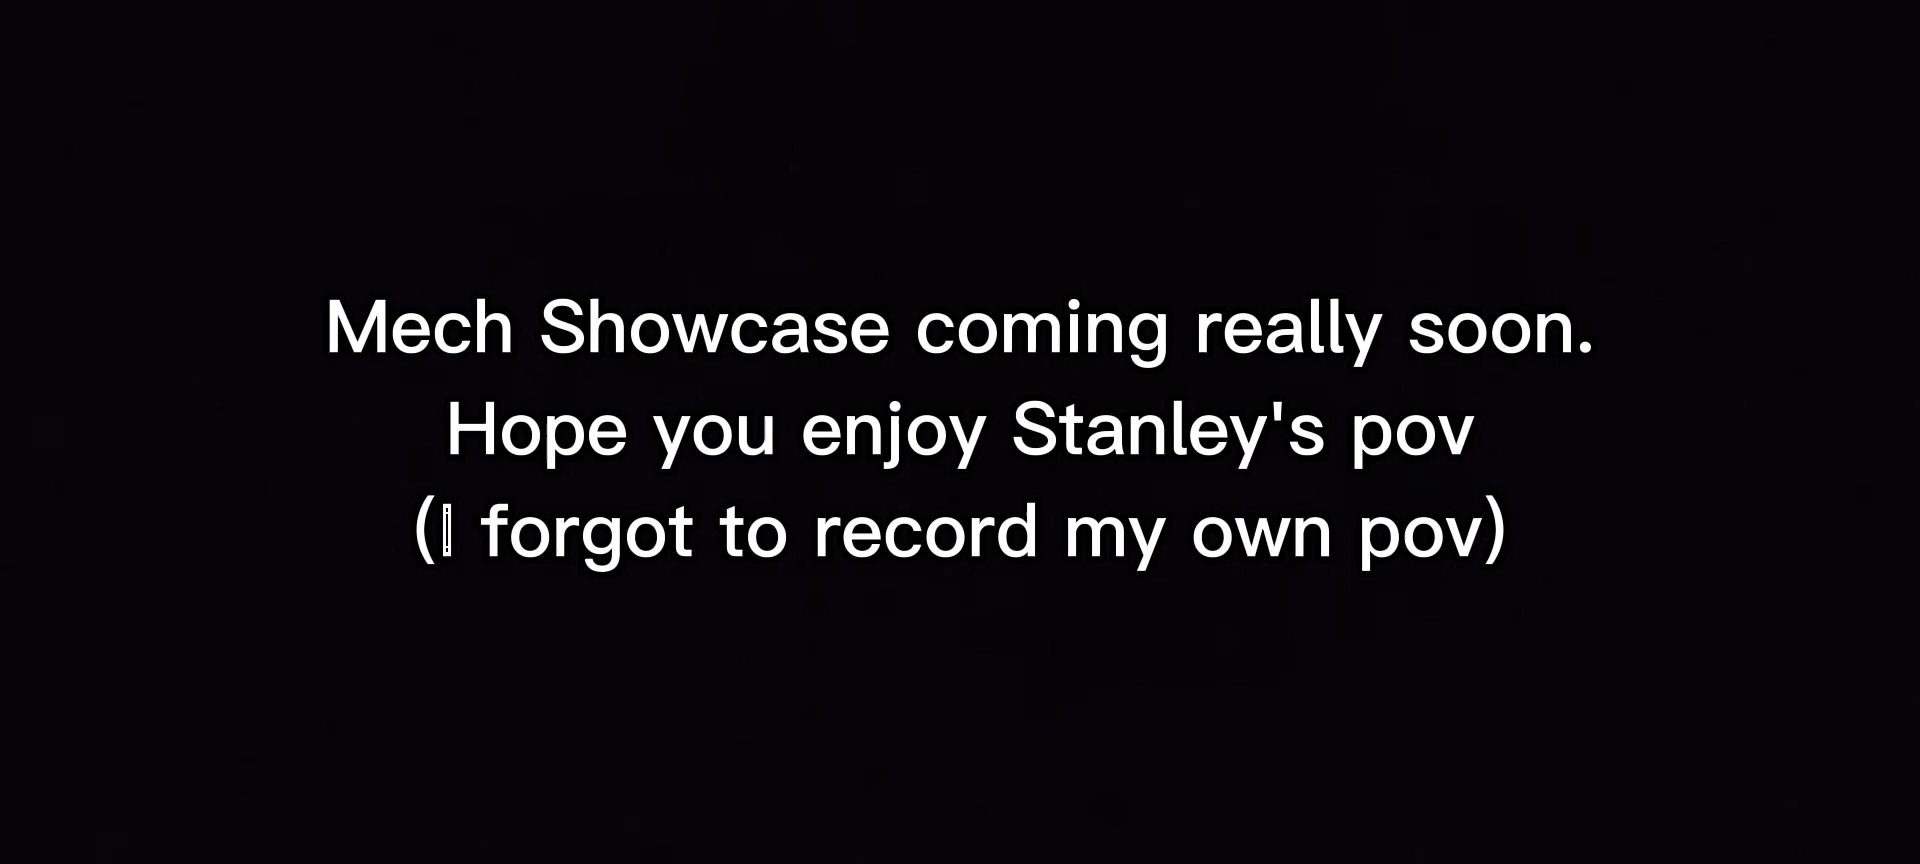 Mech Showcase coming really soon.
Hope you enjoy Stanley's pov
(I forgot to record my own pov)